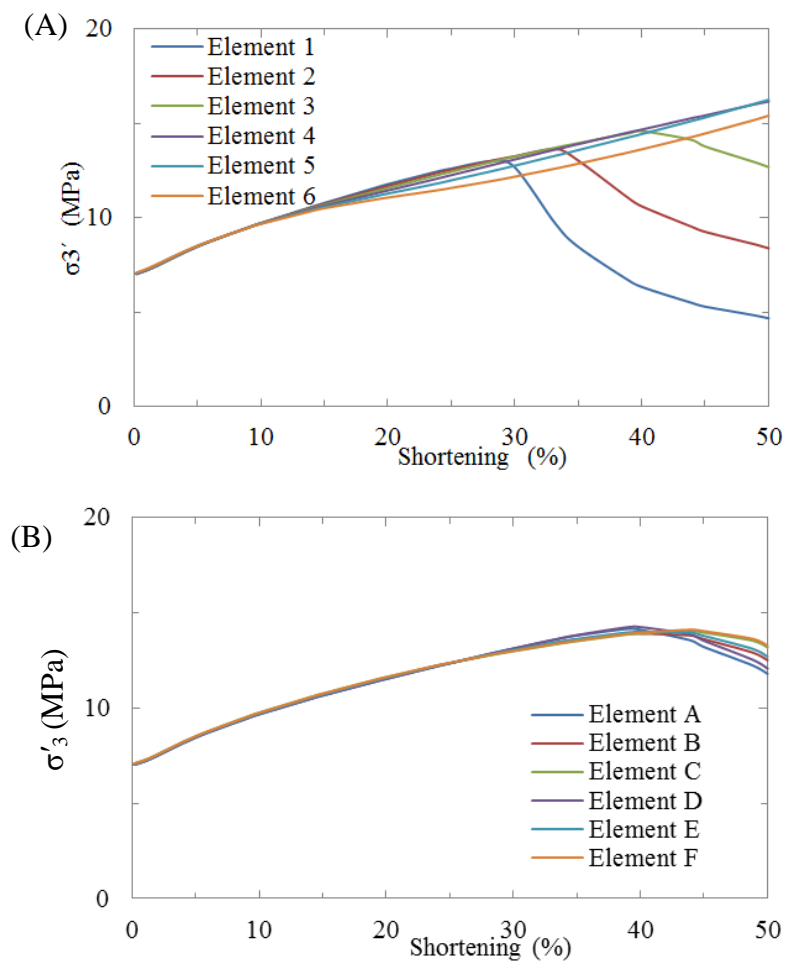 (A)
20
Element 1
Element 2
Element 3
Element 4
Element 5
Element 6
10
σ3′ (MPa)
0
0 10 20 30 40 50
Shortening (%)
(B)
20
10
σ′₃ (MPa)
Element A
Element B
Element C
Element D
Element E
Element F
0
0 10 20 30 40 50
Shortening (%)